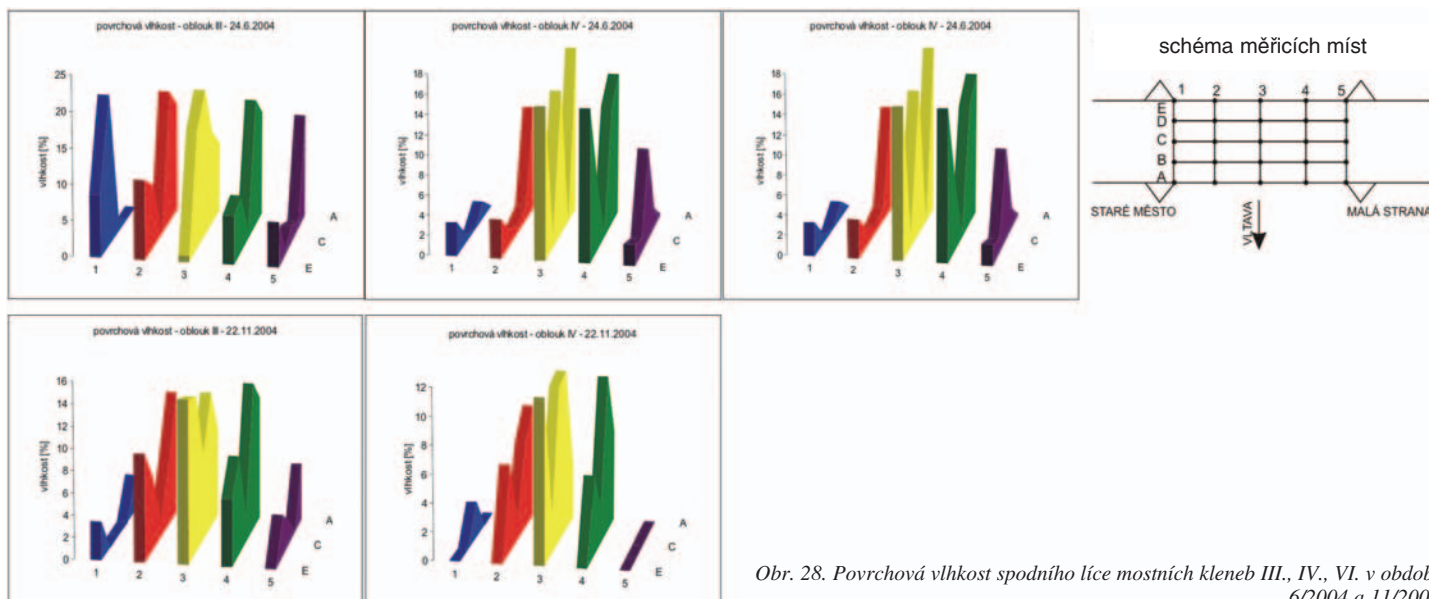 povrchová vlhkost - oblouk III - 24.6.2004
vlhkost [%]
25
20
15
10
5
0
1
2
3
4
5
A
C
E
povrchová vlhkost - oblouk IV - 24.6.2004
vlhkost [%]
18
16
14
12
10
8
6
4
2
0
1
2
3
4
5
A
C
E
povrchová vlhkost - oblouk IV - 24.6.2004
vlhkost [%]
18
16
14
12
10
8
6
4
2
0
1
2
3
4
5
A
C
E
schéma měřicích míst
1 2 3 4 5
E
D
C
B
A
STARÉ MĚSTO
VLTAVA
MALÁ STRANA
povrchová vlhkost - oblouk III - 22.11.2004
vlhkost [%]
16
14
12
10
8
6
4
2
0
1
2
3
4
5
A
C
E
povrchová vlhkost - oblouk IV - 22.11.2004
vlhkost [%]
12
10
8
6
4
2
0
1
2
3
4
5
A
C
E
Obr. 28. Povrchová vlhkost spodního líce mostních kleneb III., IV., VI. v obdob
6/2004 a 11/200